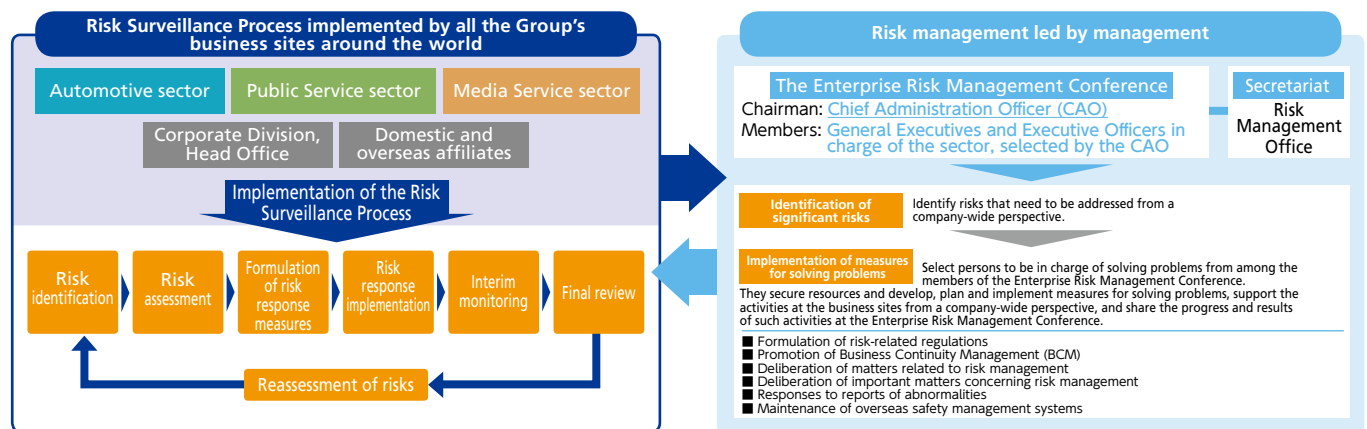 Risk Surveillance Process implemented by all the Group's
business sites around the world
Automotive sector
Public Service sector
Media Service sector
Corporate Division,
Head Office
Domestic and
overseas affiliates
Implementation of the Risk
Surveillance Process
Risk
identification
Risk
assessment
Formulation
of risk
response
measures
Risk
response
implementation
Interim
monitoring
Final review
Reassessment of risks
Risk management led by management
The Enterprise Risk Management Conference
Chairman: Chief Administration Officer (CAO)
Members: General Executives and Executive Officers in
charge of the sector, selected by the CAO
Secretariat
Risk
Management
Office
Identification of
significant risks
Identify risks that need to be addressed from a
company-wide perspective.
Implementation of measures
for solving problems
Select persons to be in charge of solving problems from among the
members of the Enterprise Risk Management Conference.
They secure resources and develop, plan and implement measures for solving problems, support the
activities at the business sites from a company-wide perspective, and share the progress and results
of such activities at the Enterprise Risk Management Conference.
■ Formulation of risk-related regulations
■ Promotion of Business Continuity Management (BCM)
■ Deliberation of matters related to risk management
■ Deliberation of important matters concerning risk management
■ Responses to reports of abnormalities
■ Maintenance of overseas safety management systems